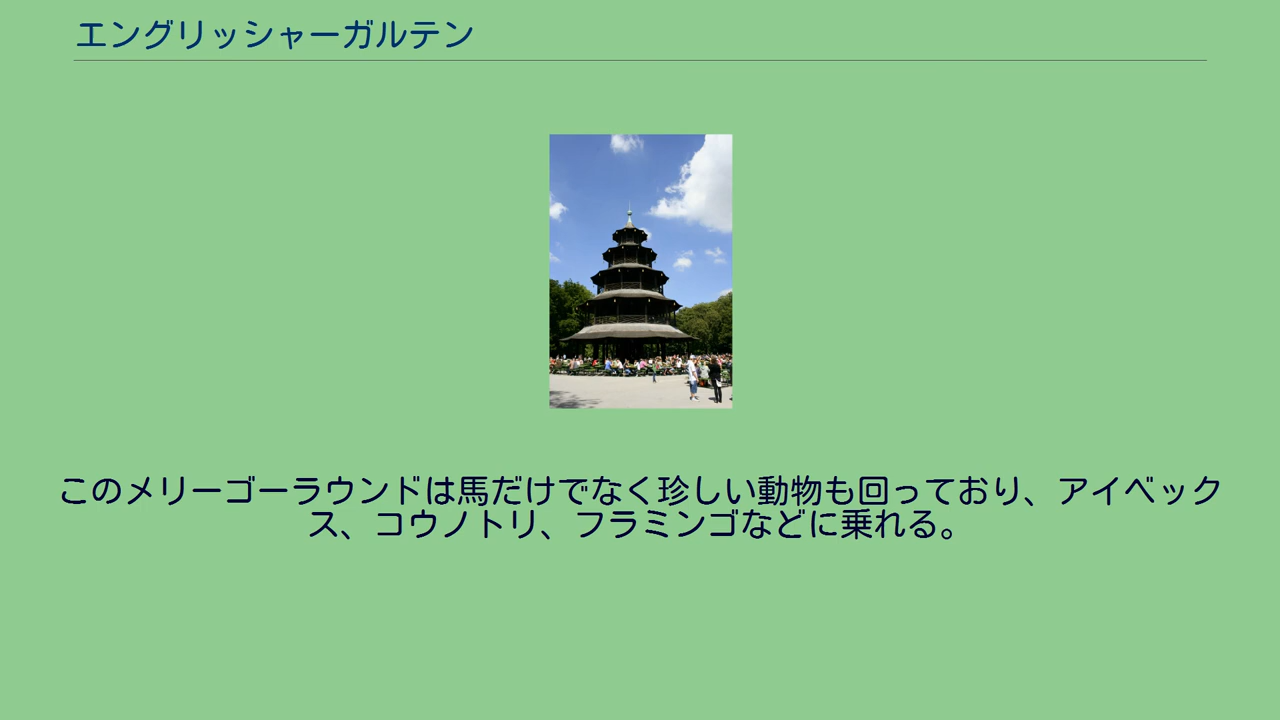 エングリッシャーガルテン
このメリーゴーラウンドは馬だけでなく珍しい動物も回っており、アイベック
ス、コウノトリ、フラミンゴなどに乗れる。